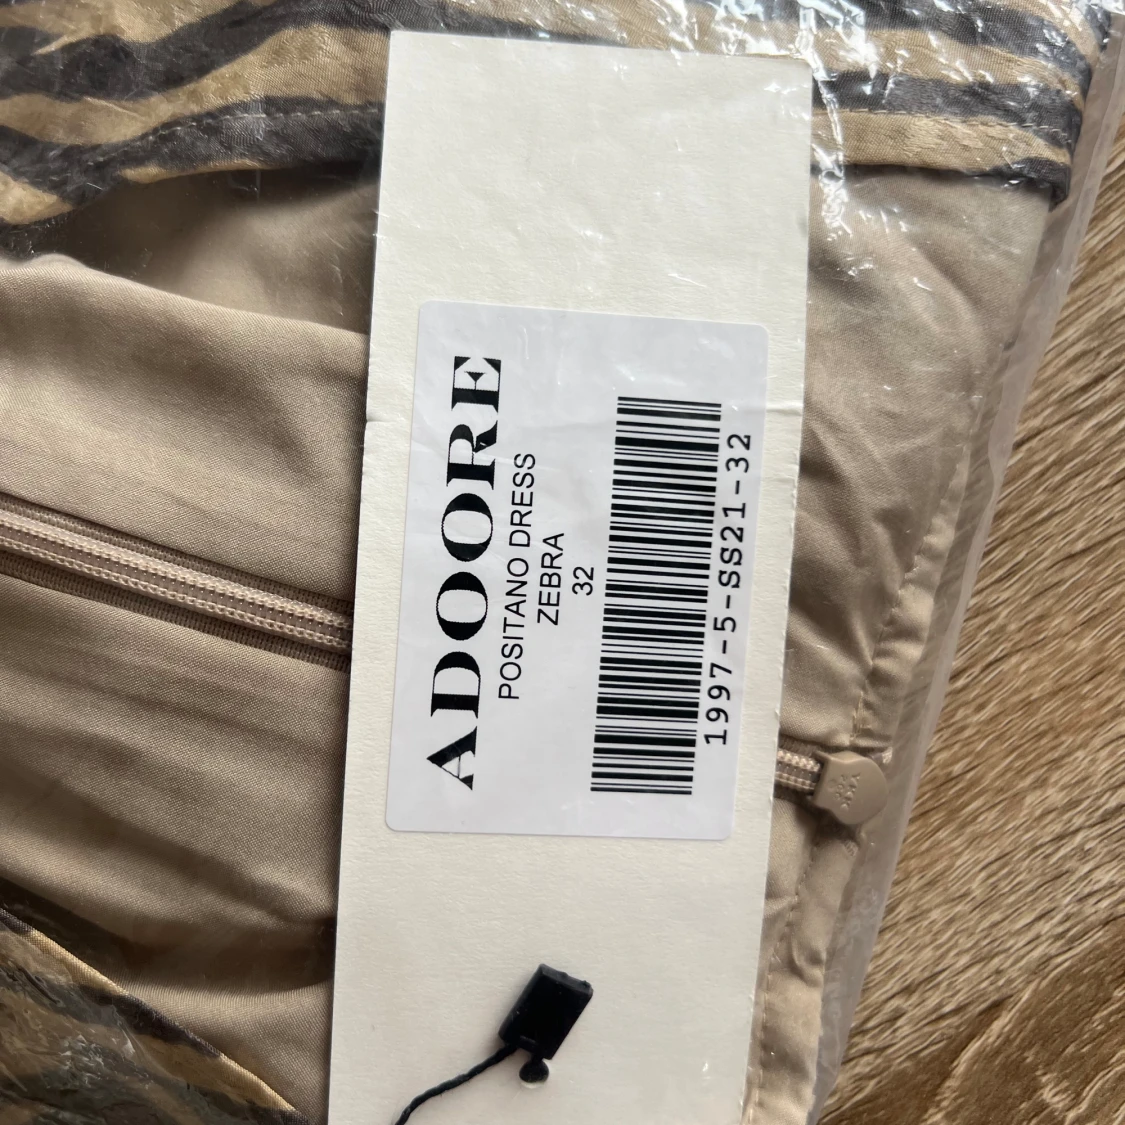 ADOORE
POSITANO DRESS
ZEBRA
32
1997-5-SS21-32